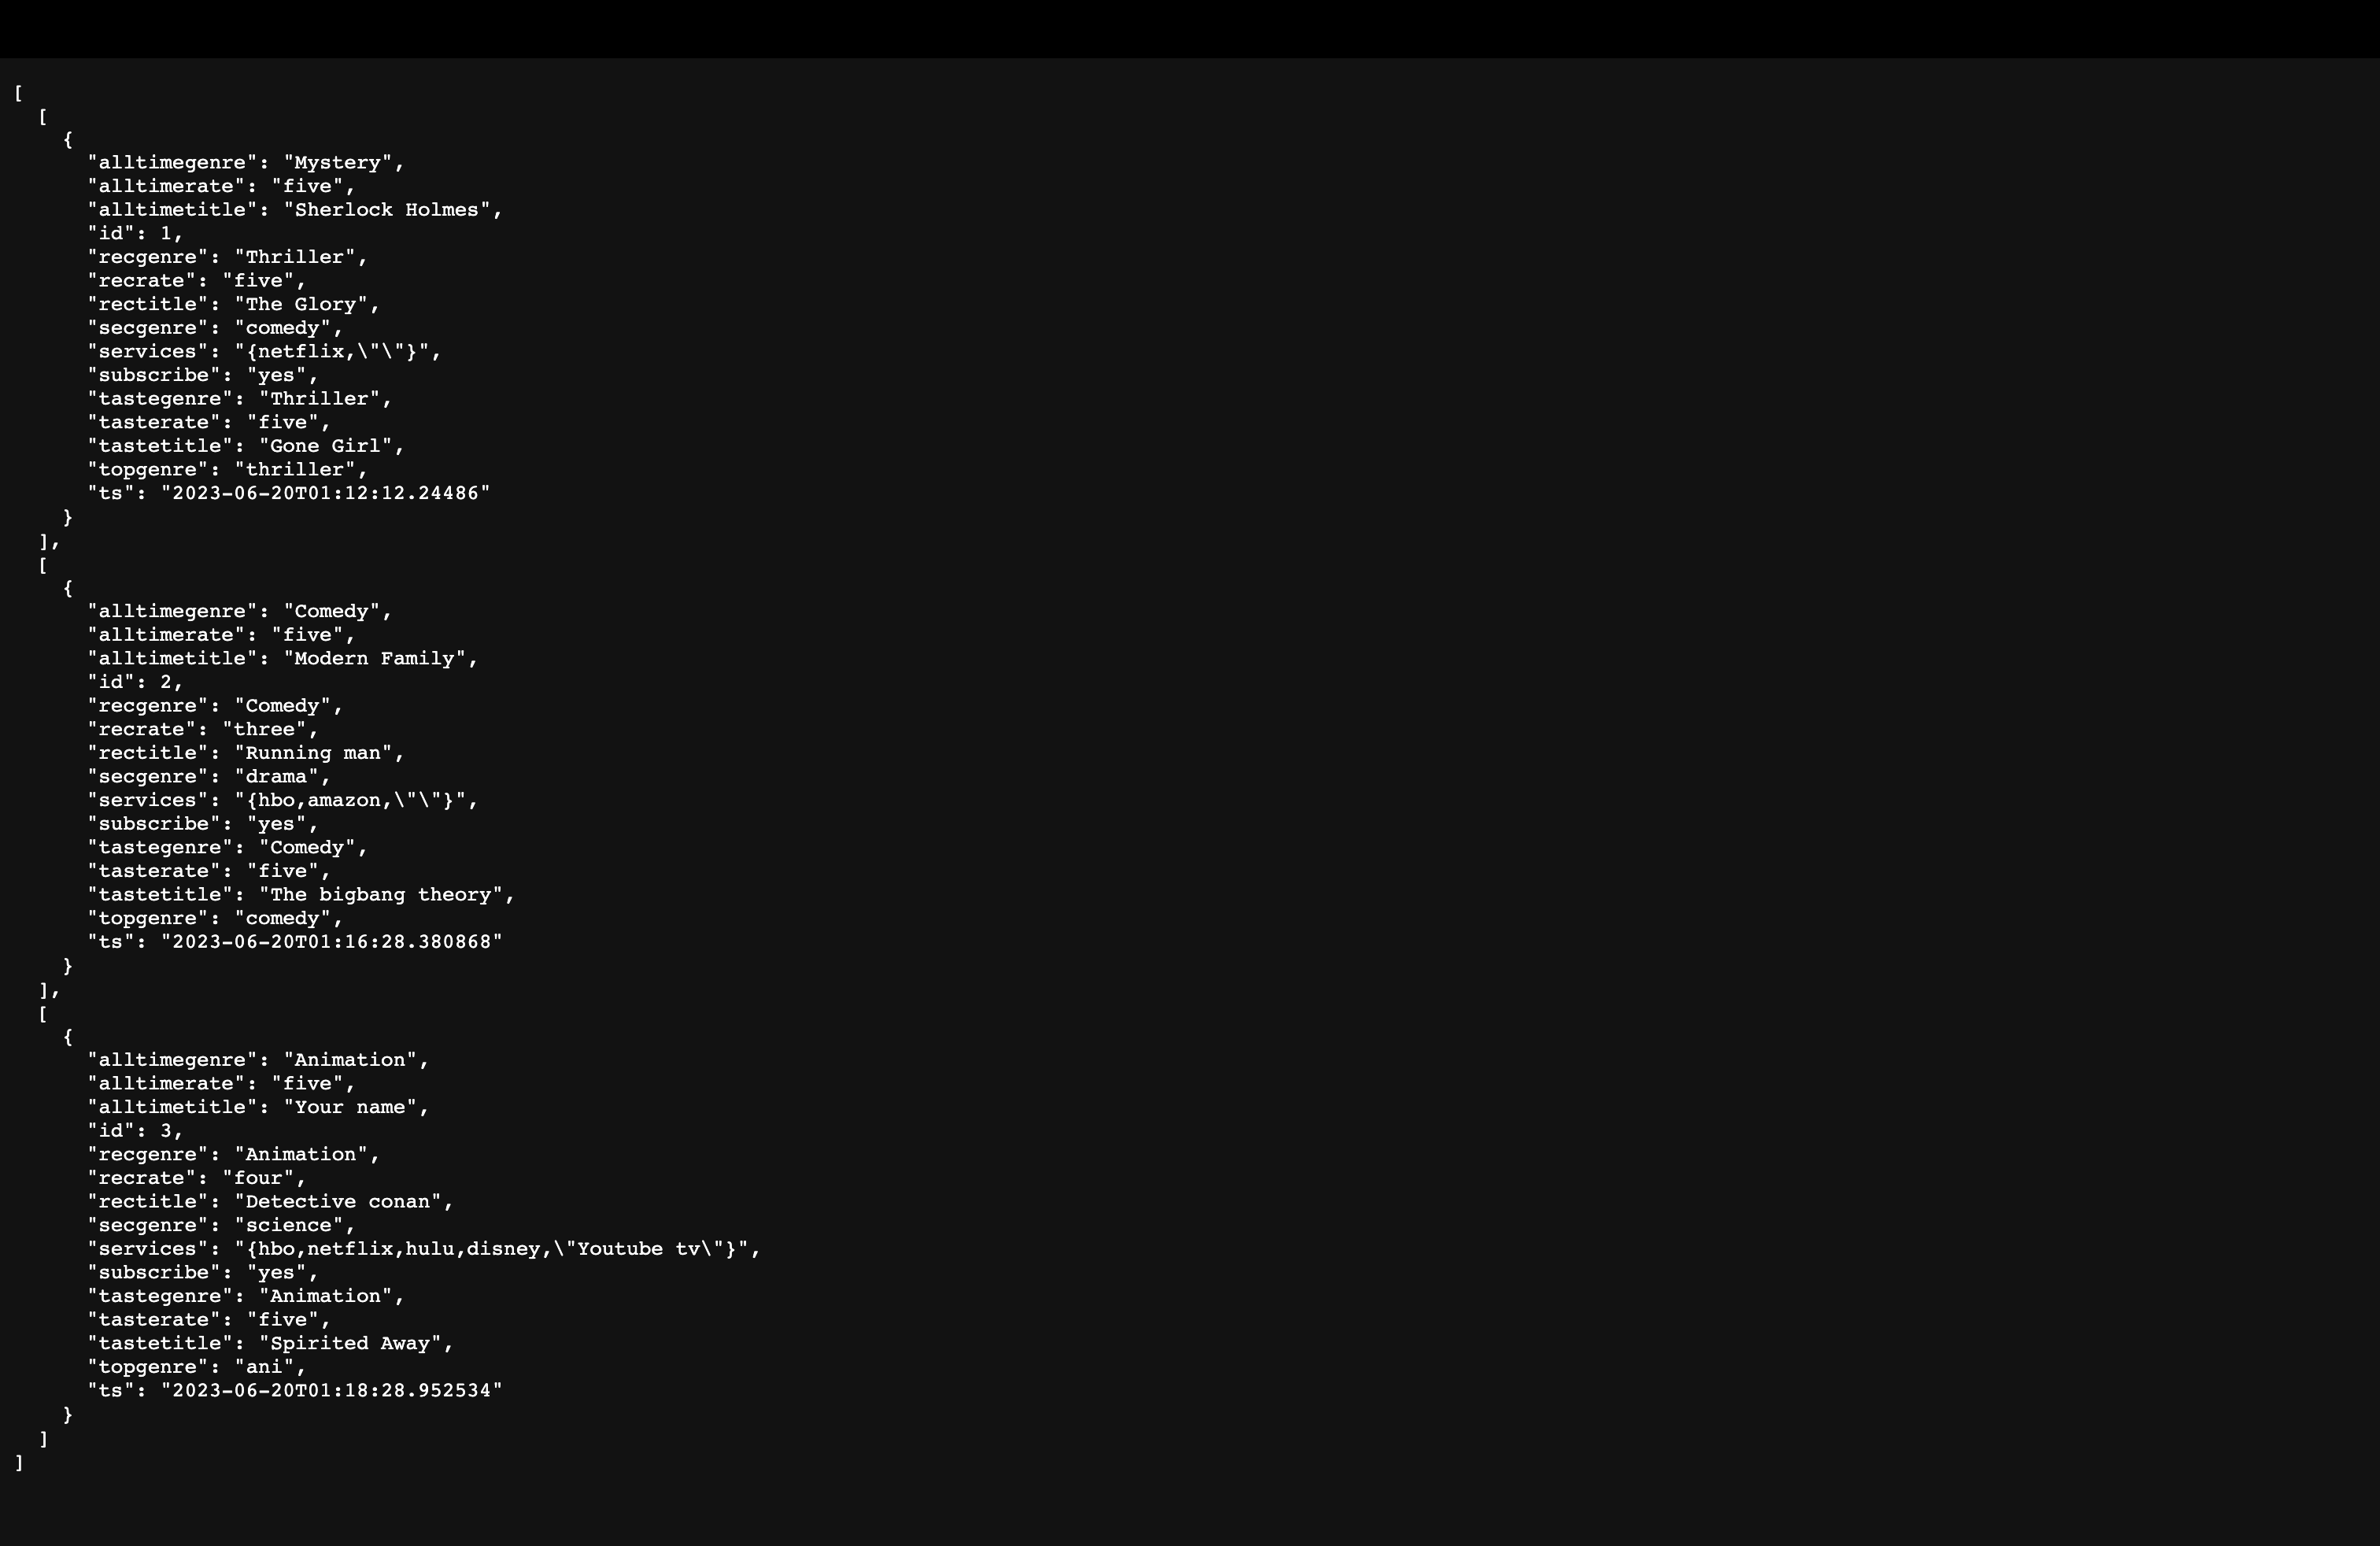 [
  [
    {
      "alltimegenre": "Mystery",
      "alltimerate": "five",
      "alltimetitle": "Sherlock Holmes",
      "id": 1,
      "recgenre": "Thriller",
      "recrate": "five",
      "rectitle": "The Glory",
      "secgenre": "comedy",
      "services": "{netflix,\"\"}",
      "subscribe": "yes",
      "tastegenre": "Thriller",
      "tasterate": "five",
      "tastetitle": "Gone Girl",
      "topgenre": "thriller",
      "ts": "2023-06-20T01:12:12.24486"
    }
  ],
  [
    {
      "alltimegenre": "Comedy",
      "alltimerate": "five",
      "alltimetitle": "Modern Family",
      "id": 2,
      "recgenre": "Comedy",
      "recrate": "three",
      "rectitle": "Running man",
      "secgenre": "drama",
      "services": "{hbo,amazon,\"\"}",
      "subscribe": "yes",
      "tastegenre": "Comedy",
      "tasterate": "five",
      "tastetitle": "The bigbang theory",
      "topgenre": "comedy",
      "ts": "2023-06-20T01:16:28.380868"
    }
  ],
  [
    {
      "alltimegenre": "Animation",
      "alltimerate": "five",
      "alltimetitle": "Your name",
      "id": 3,
      "recgenre": "Animation",
      "recrate": "four",
      "rectitle": "Detective conan",
      "secgenre": "science",
      "services": "{hbo,netflix,hulu,disney,\"Youtube tv\"}",
      "subscribe": "yes",
      "tastegenre": "Animation",
      "tasterate": "five",
      "tastetitle": "Spirited Away",
      "topgenre": "ani",
      "ts": "2023-06-20T01:18:28.952534"
    }
  ]
]